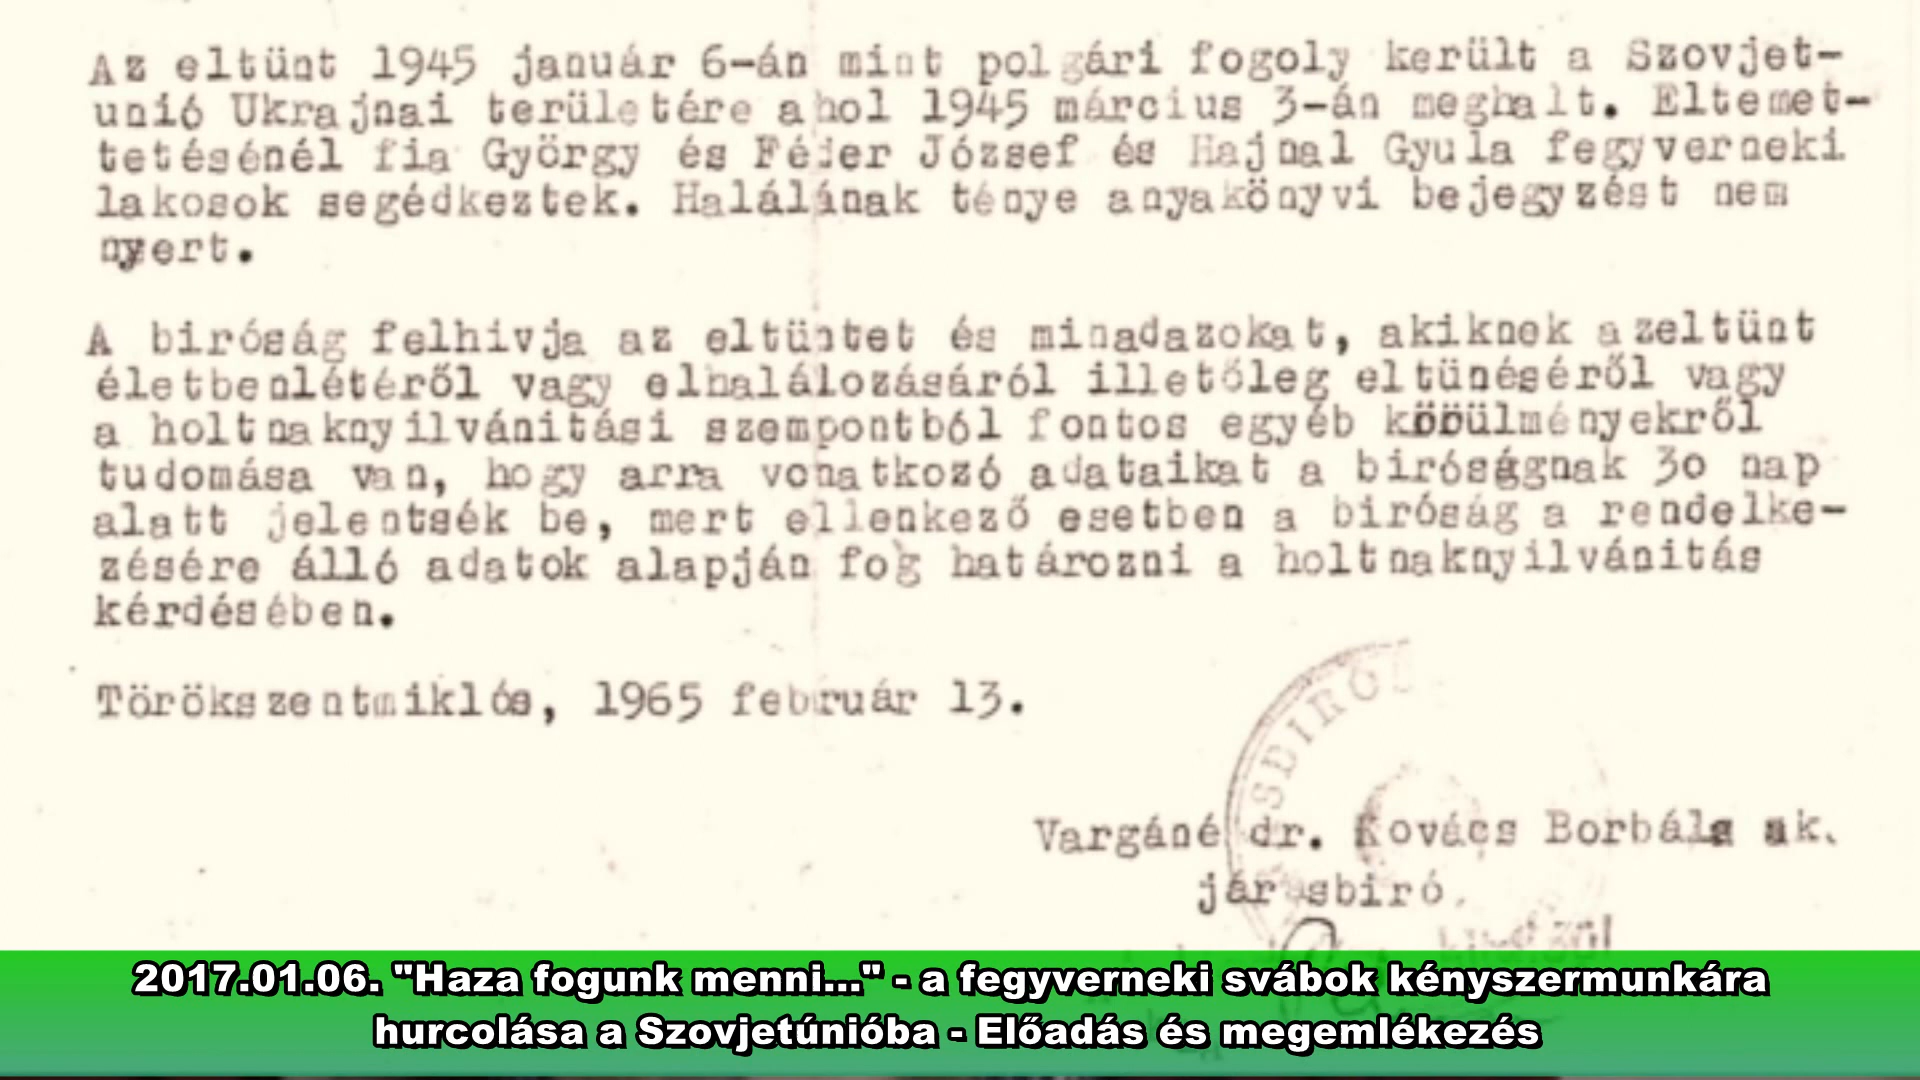 Az eltünt 1945 január 6-án mint polgári fogoly került a Szovjet-
unió Ukrajnai területére ahol 1945 március 3-án meghalt. Eltemet-
tetésénél fia György és Féjer József és Hajnal Gyula fegyverneki
lakosok segédkeztek. Halálának ténye anyakönyvi bejegyzést nem
nyert.
A biróság felhivja az eltüntet és minadazokat, akiknek azeltünt
életbenlétéről vagy elhalálozásáról illetőleg eltünéséről vagy
a holtnaknyilvánitási szempontból fontos egyéb kööülményekről
tudomása van, hogy arra vonatkozó adataikat a birósággnak 30 nap
alatt jelentsék be, mert ellenkező esetben a biróság a rendelke-
zésére álló adatok alapján fog határozni a holtnaknyilvánitás
kérdésében.
Törökszentmiklós, 1965 február 13.
Vargáné dr. Kovács Borbála sk.
járásbiró.
2017.01.06. "Haza fogunk menni..." - a fegyverneki svábok kényszermunkára
hurcolása a Szovjetúnióba - Előadás és megemlékezés